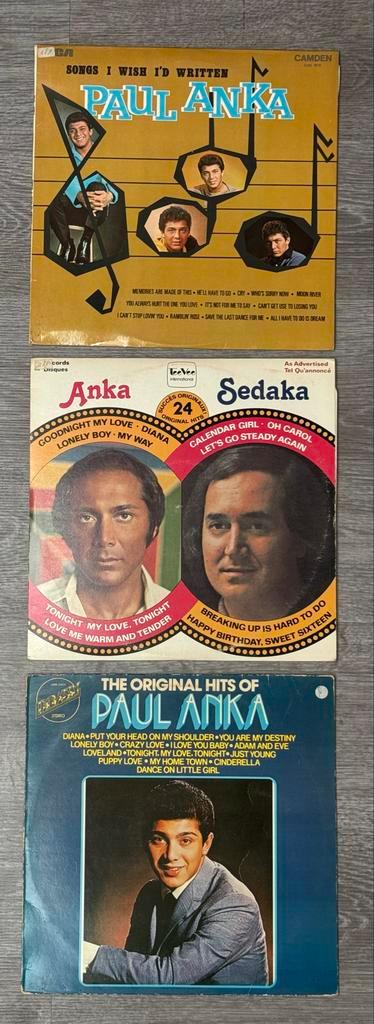 RCA
CAMDEN
SONGS I WISH I'D WRITTEN
PAUL ANKA
MEMORIES ARE MADE OF THIS • HE'LL HAVE TO GO • CRY • WHO'S SORRY NOW • MOON RIVER
YOU ALWAYS HURT THE ONE YOU LOVE • IT'S NOT FOR ME TO SAY • CAN'T GET USE TO LOSING YOU
I CAN'T STOP LOVIN' YOU • RAMBLIN' ROSE • SAVE THE LAST DANCE FOR ME • ALL I HAVE TO DO IS DREAM
Records
Disques
TeeVee
International
As Advertised
Tel Qu'annoncé
Anka
Sedaka
SUCCÈS ORIGINAUX
24
ORIGINAL HITS
GOODNIGHT MY LOVE · DIANA
LONELY BOY · MY WAY
CALENDAR GIRL · OH CAROL
LET'S GO STEADY AGAIN
TONIGHT MY LOVE, TONIGHT
LOVE ME WARM AND TENDER
BREAKING UP IS HARD TO DO
HAPPY BIRTHDAY, SWEET SIXTEEN
STEREO
THE ORIGINAL HITS OF
PAUL ANKA
DIANA • PUT YOUR HEAD ON MY SHOULDER • YOU ARE MY DESTINY
LONELY BOY • CRAZY LOVE • I LOVE YOU BABY • ADAM AND EVE
LOVELAND • TONIGHT, MY LOVE, TONIGHT • JUST YOUNG
PUPPY LOVE • MY HOME TOWN • CINDERELLA
DANCE ON LITTLE GIRL